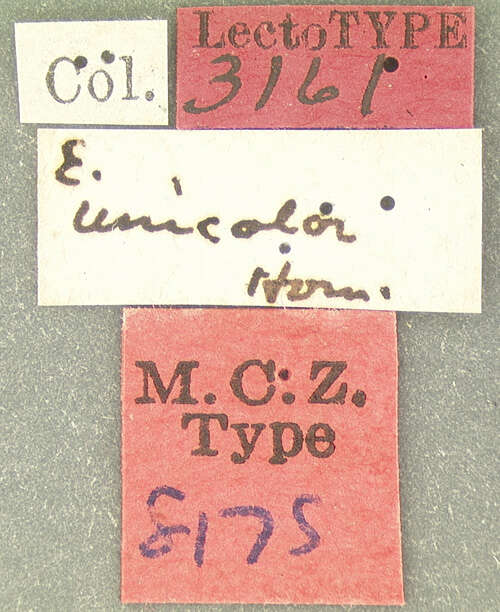 Col.
LectoTYPE
3161
E.
unicolor
Horn.
M.C.Z.
Type
8175